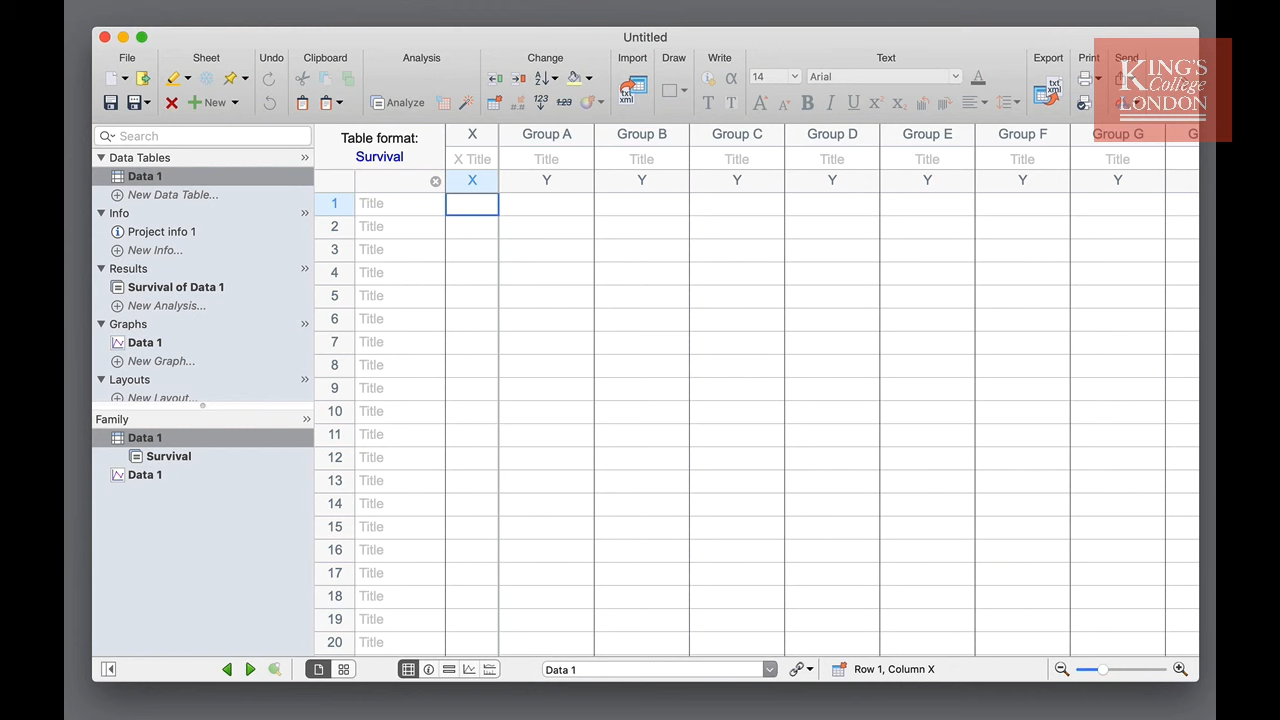 Untitled
File
Sheet
Undo
Clipboard
Analysis
Change
Import
Draw
Write
Text
Export
Print
Send
14
Arial
KING'S
College
LONDON
New
Analyze
Search
Table format:
Survival
X
Group A
Group B
Group C
Group D
Group E
Group F
Group G
G
X Title
Title
Title
Title
Title
Title
Title
Title
X
Y
Y
Y
Y
Y
Y
Y
Data Tables
Data 1
New Data Table...
Info
Project info 1
New Info...
Results
Survival of Data 1
New Analysis...
Graphs
Data 1
New Graph...
Layouts
New Layout...
Family
Data 1
Survival
Data 1
1 Title
2 Title
3 Title
4 Title
5 Title
6 Title
7 Title
8 Title
9 Title
10 Title
11 Title
12 Title
13 Title
14 Title
15 Title
16 Title
17 Title
18 Title
19 Title
20 Title
Data 1
Row 1, Column X